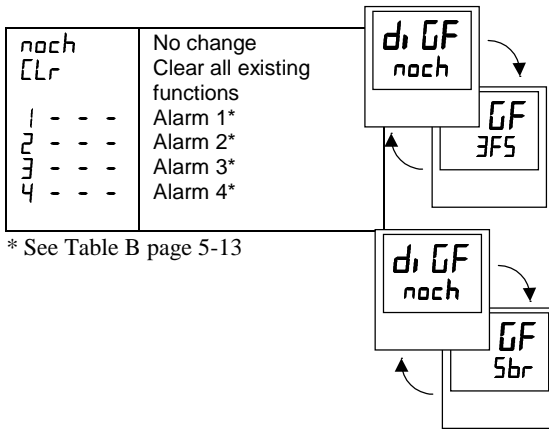 noch No change
CLr Clear all existing
functions
1 - - - Alarm 1*
2 - - - Alarm 2*
3 - - - Alarm 3*
4 - - - Alarm 4*
* See Table B page 5-13
di GF
noch
GF
3FS
di GF
noch
GF
Sbr